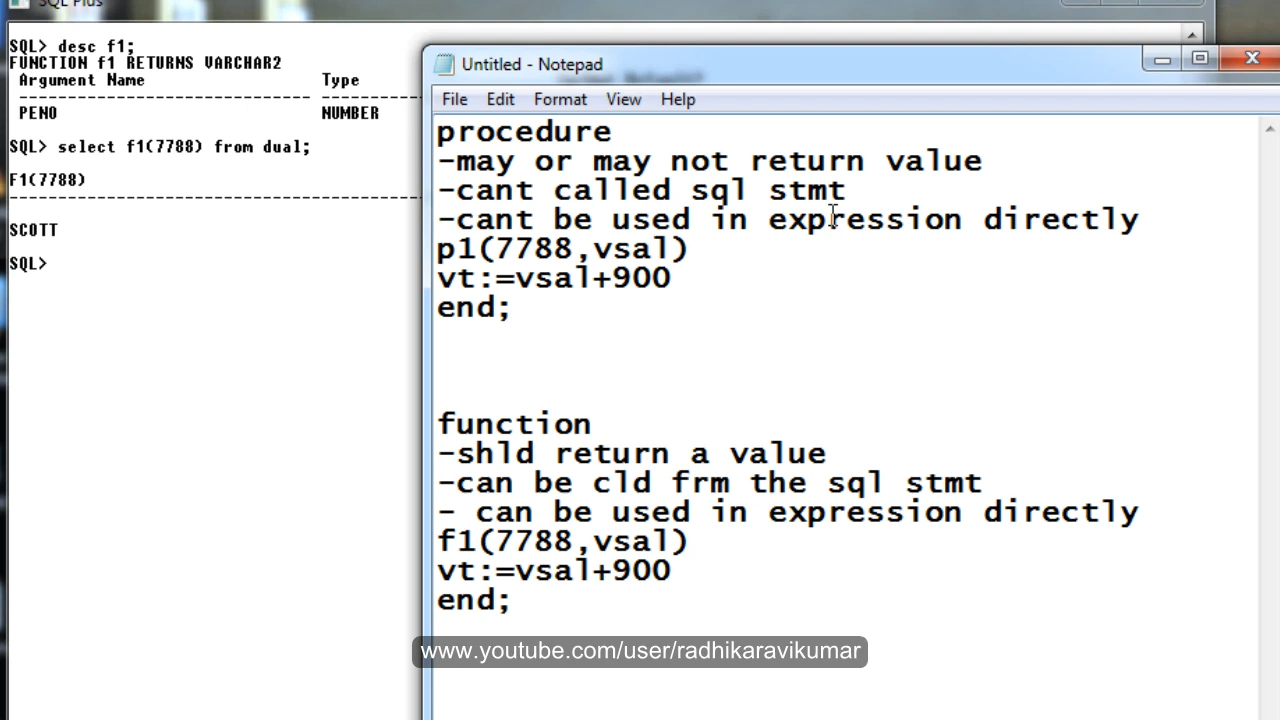 SQL Plus
SQL> desc f1;
FUNCTION f1 RETURNS VARCHAR2
Argument Name Type
PENO NUMBER
SQL> select f1(7788) from dual;
F1(7788)
SCOTT
SQL>
Untitled - Notepad
File Edit Format View Help
procedure
-may or may not return value
-cant called sql stmt
-cant be used in expression directly
p1(7788,vsal)
vt:=vsal+900
end;
function
-shld return a value
-can be cld frm the sql stmt
- can be used in expression directly
f1(7788,vsal)
vt:=vsal+900
end;
www.youtube.com/user/radhikaravikumar